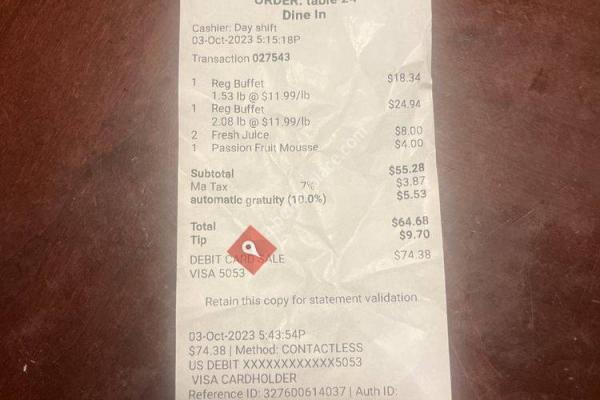 ORDER: table 24
Dine In
Cashier: Day shift
03-Oct-2023 5:15:18P
Transaction 027543
1 Reg Buffet $18.34
1.53 lb @ $11.99/lb
1 Reg Buffet $24.94
2.08 lb @ $11.99/lb
2 Fresh Juice $8.00
1 Passion Fruit Mousse $4.00
Subtotal $55.28
Ma Tax 7% $3.87
automatic gratuity (10.0%) $5.53
Total $64.68
Tip $9.70
DEBIT CARD SALE $74.38
VISA 5053
Retain this copy for statement validation
03-Oct-2023 5:43:54P
$74.38 | Method: CONTACTLESS
US DEBIT XXXXXXXXXXXX5053
VISA CARDHOLDER
Reference ID: 327600614037 | Auth ID: